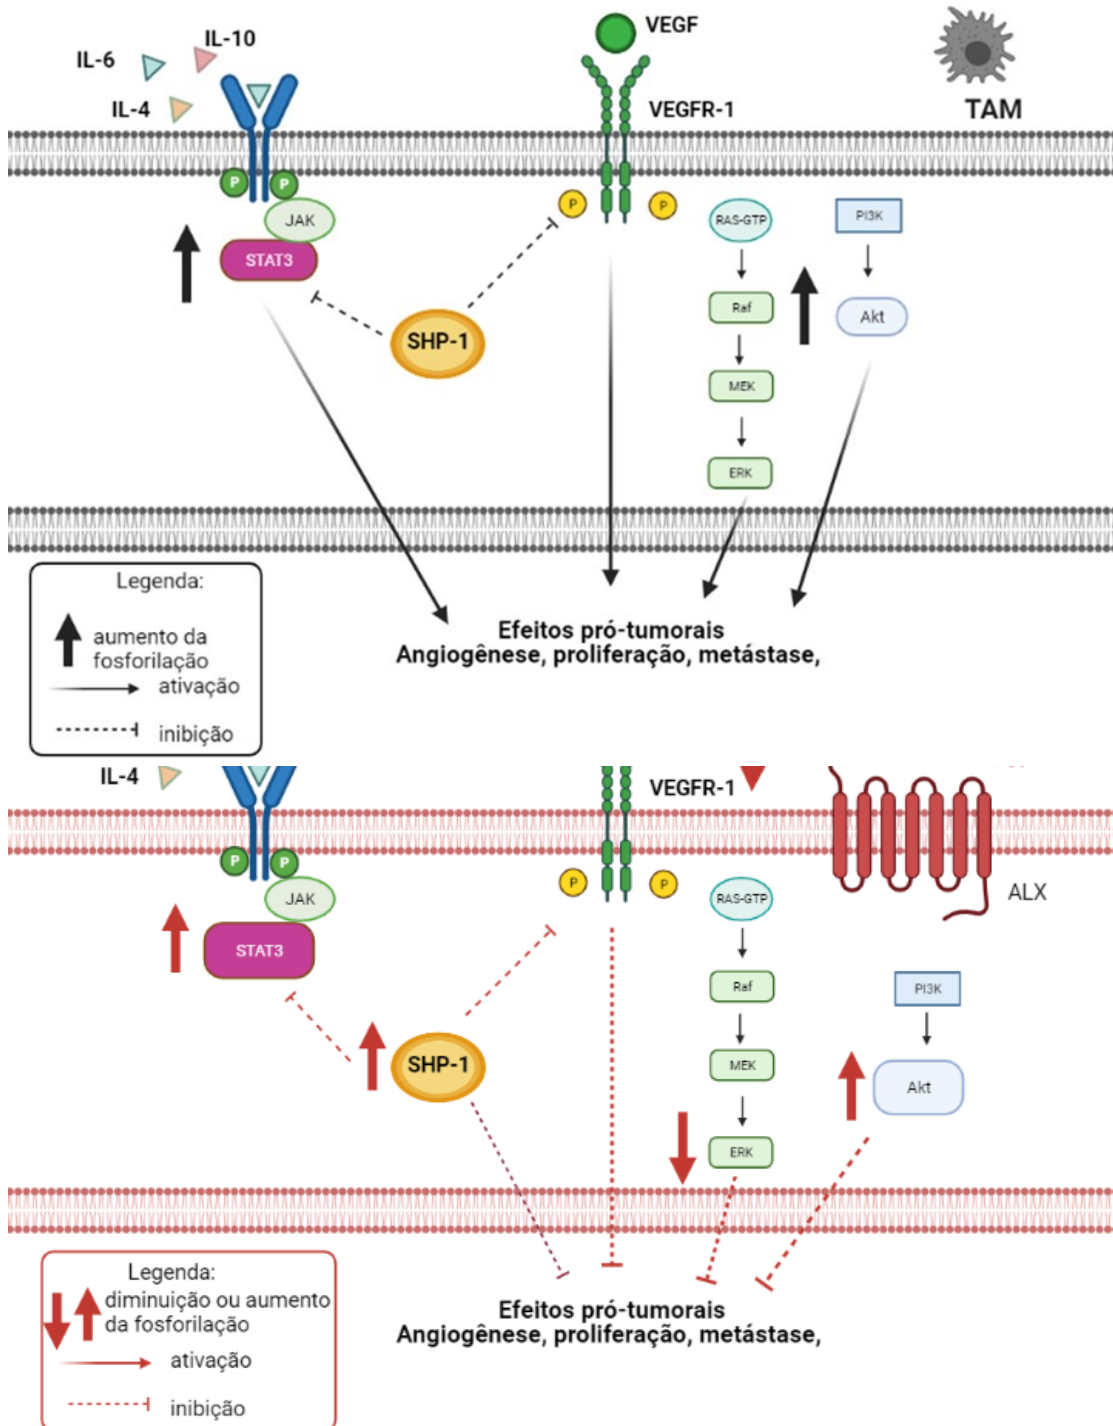 IL-10
IL-6
IL-4
VEGF
VEGFR-1
TAM
P
P
JAK
STAT3
P
P
SHP-1
RAS-GTP
Raf
MEK
ERK
PI3K
Akt
Efeitos pró-tumorais
Angiogênese, proliferação, metástase,
Legenda:
aumento da
fosforilação
ativação
inibição
IL-4
VEGFR-1
ALX
P
P
JAK
STAT3
P
P
SHP-1
RAS-GTP
Raf
MEK
ERK
PI3K
Akt
Efeitos pró-tumorais
Angiogênese, proliferação, metástase,
Legenda:
diminuição ou aumento
da fosforilação
ativação
inibição